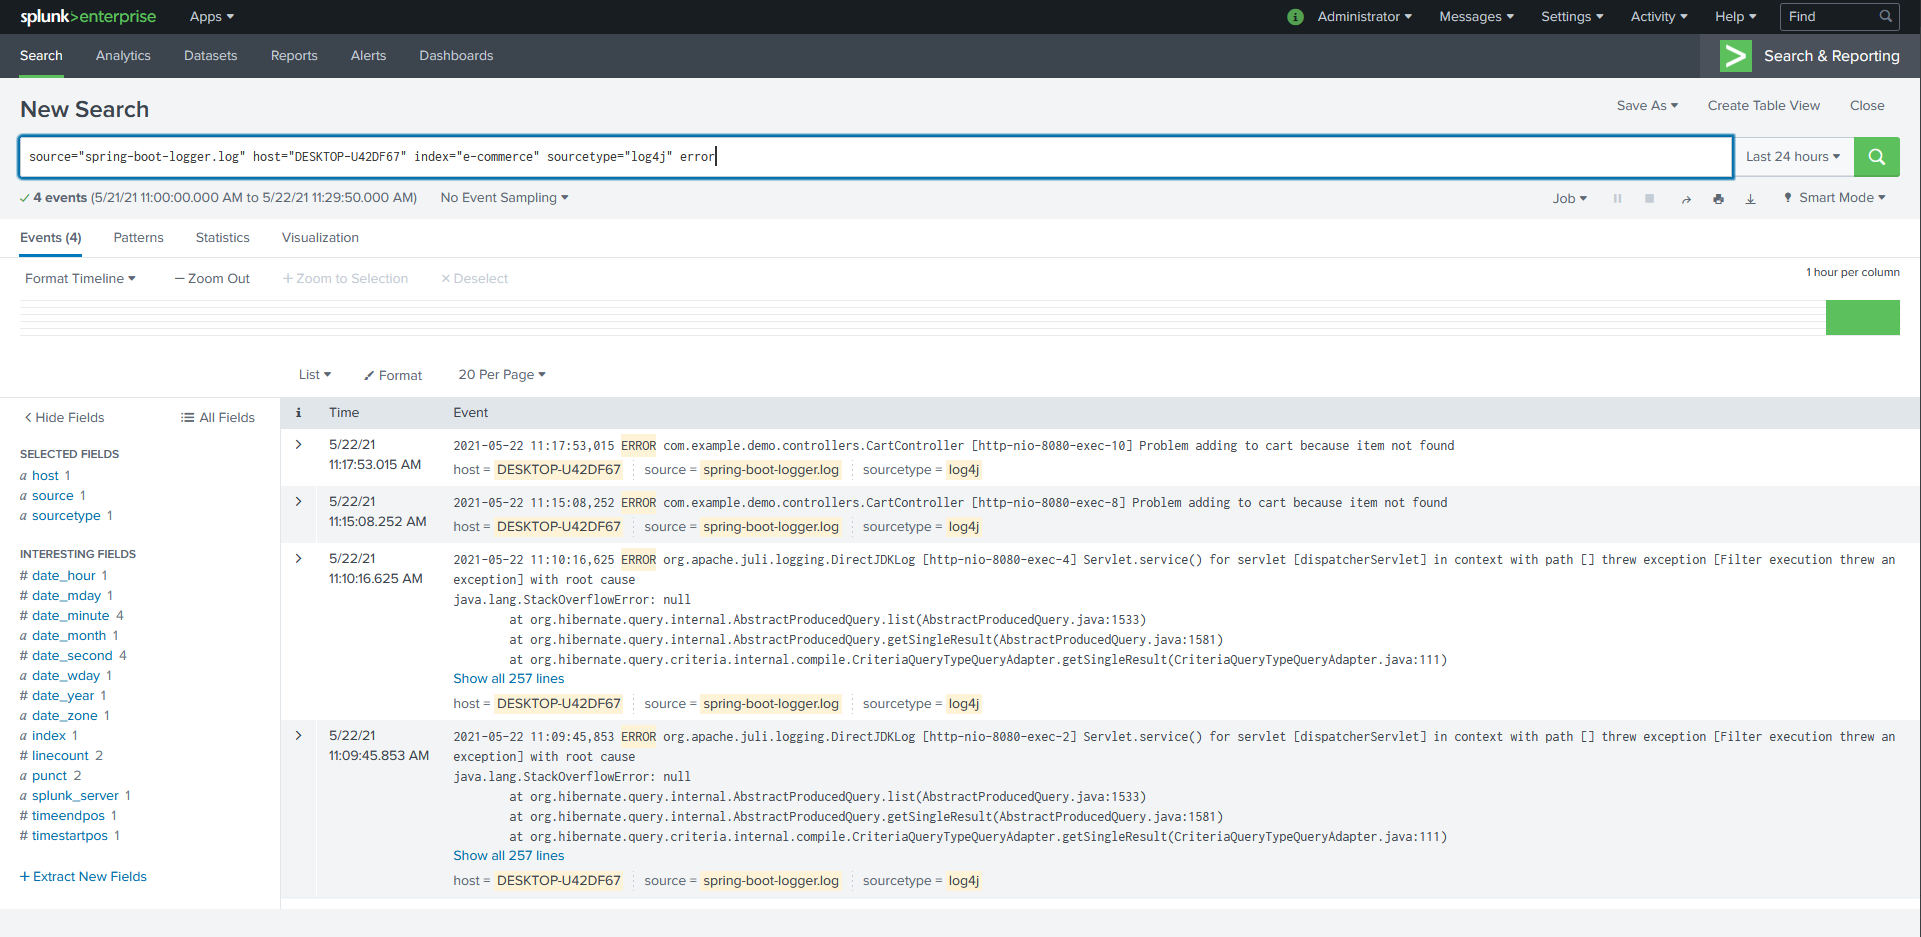 splunk>enterprise Apps Administrator Messages Settings Activity Help Find
Search Analytics Datasets Reports Alerts Dashboards Search & Reporting
New Search Save As Create Table View Close
source="spring-boot-logger.log" host="DESKTOP-U42DF67" index="e-commerce" sourcetype="log4j" error Last 24 hours
4 events (5/21/21 11:00:00.000 AM to 5/22/21 11:29:50.000 AM) No Event Sampling Job Smart Mode
Events (4) Patterns Statistics Visualization
Format Timeline — Zoom Out + Zoom to Selection × Deselect 1 hour per column
List Format 20 Per Page
< Hide Fields All Fields
SELECTED FIELDS
a host 1
a source 1
a sourcetype 1
INTERESTING FIELDS
# date_hour 1
# date_mday 1
# date_minute 4
a date_month 1
# date_second 4
a date_wday 1
# date_year 1
a date_zone 1
a index 1
# linecount 2
a punct 2
a splunk_server 1
# timeendpos 1
# timestartpos 1
+ Extract New Fields
i Time Event
> 5/22/21
11:17:53.015 AM
2021-05-22 11:17:53,015 ERROR com.example.demo.controllers.CartController [http-nio-8080-exec-10] Problem adding to cart because item not found
host = DESKTOP-U42DF67 source = spring-boot-logger.log sourcetype = log4j
> 5/22/21
11:15:08.252 AM
2021-05-22 11:15:08,252 ERROR com.example.demo.controllers.CartController [http-nio-8080-exec-8] Problem adding to cart because item not found
host = DESKTOP-U42DF67 source = spring-boot-logger.log sourcetype = log4j
> 5/22/21
11:10:16.625 AM
2021-05-22 11:10:16,625 ERROR org.apache.juli.logging.DirectJDKLog [http-nio-8080-exec-4] Servlet.service() for servlet [dispatcherServlet] in context with path [] threw exception [Filter execution threw an
exception] with root cause
java.lang.StackOverflowError: null
at org.hibernate.query.internal.AbstractProducedQuery.list(AbstractProducedQuery.java:1533)
at org.hibernate.query.internal.AbstractProducedQuery.getSingleResult(AbstractProducedQuery.java:1581)
at org.hibernate.query.criteria.internal.compile.CriteriaQueryTypeQueryAdapter.getSingleResult(CriteriaQueryTypeQueryAdapter.java:111)
Show all 257 lines
host = DESKTOP-U42DF67 source = spring-boot-logger.log sourcetype = log4j
> 5/22/21
11:09:45.853 AM
2021-05-22 11:09:45,853 ERROR org.apache.juli.logging.DirectJDKLog [http-nio-8080-exec-2] Servlet.service() for servlet [dispatcherServlet] in context with path [] threw exception [Filter execution threw an
exception] with root cause
java.lang.StackOverflowError: null
at org.hibernate.query.internal.AbstractProducedQuery.list(AbstractProducedQuery.java:1533)
at org.hibernate.query.internal.AbstractProducedQuery.getSingleResult(AbstractProducedQuery.java:1581)
at org.hibernate.query.criteria.internal.compile.CriteriaQueryTypeQueryAdapter.getSingleResult(CriteriaQueryTypeQueryAdapter.java:111)
Show all 257 lines
host = DESKTOP-U42DF67 source = spring-boot-logger.log sourcetype = log4j